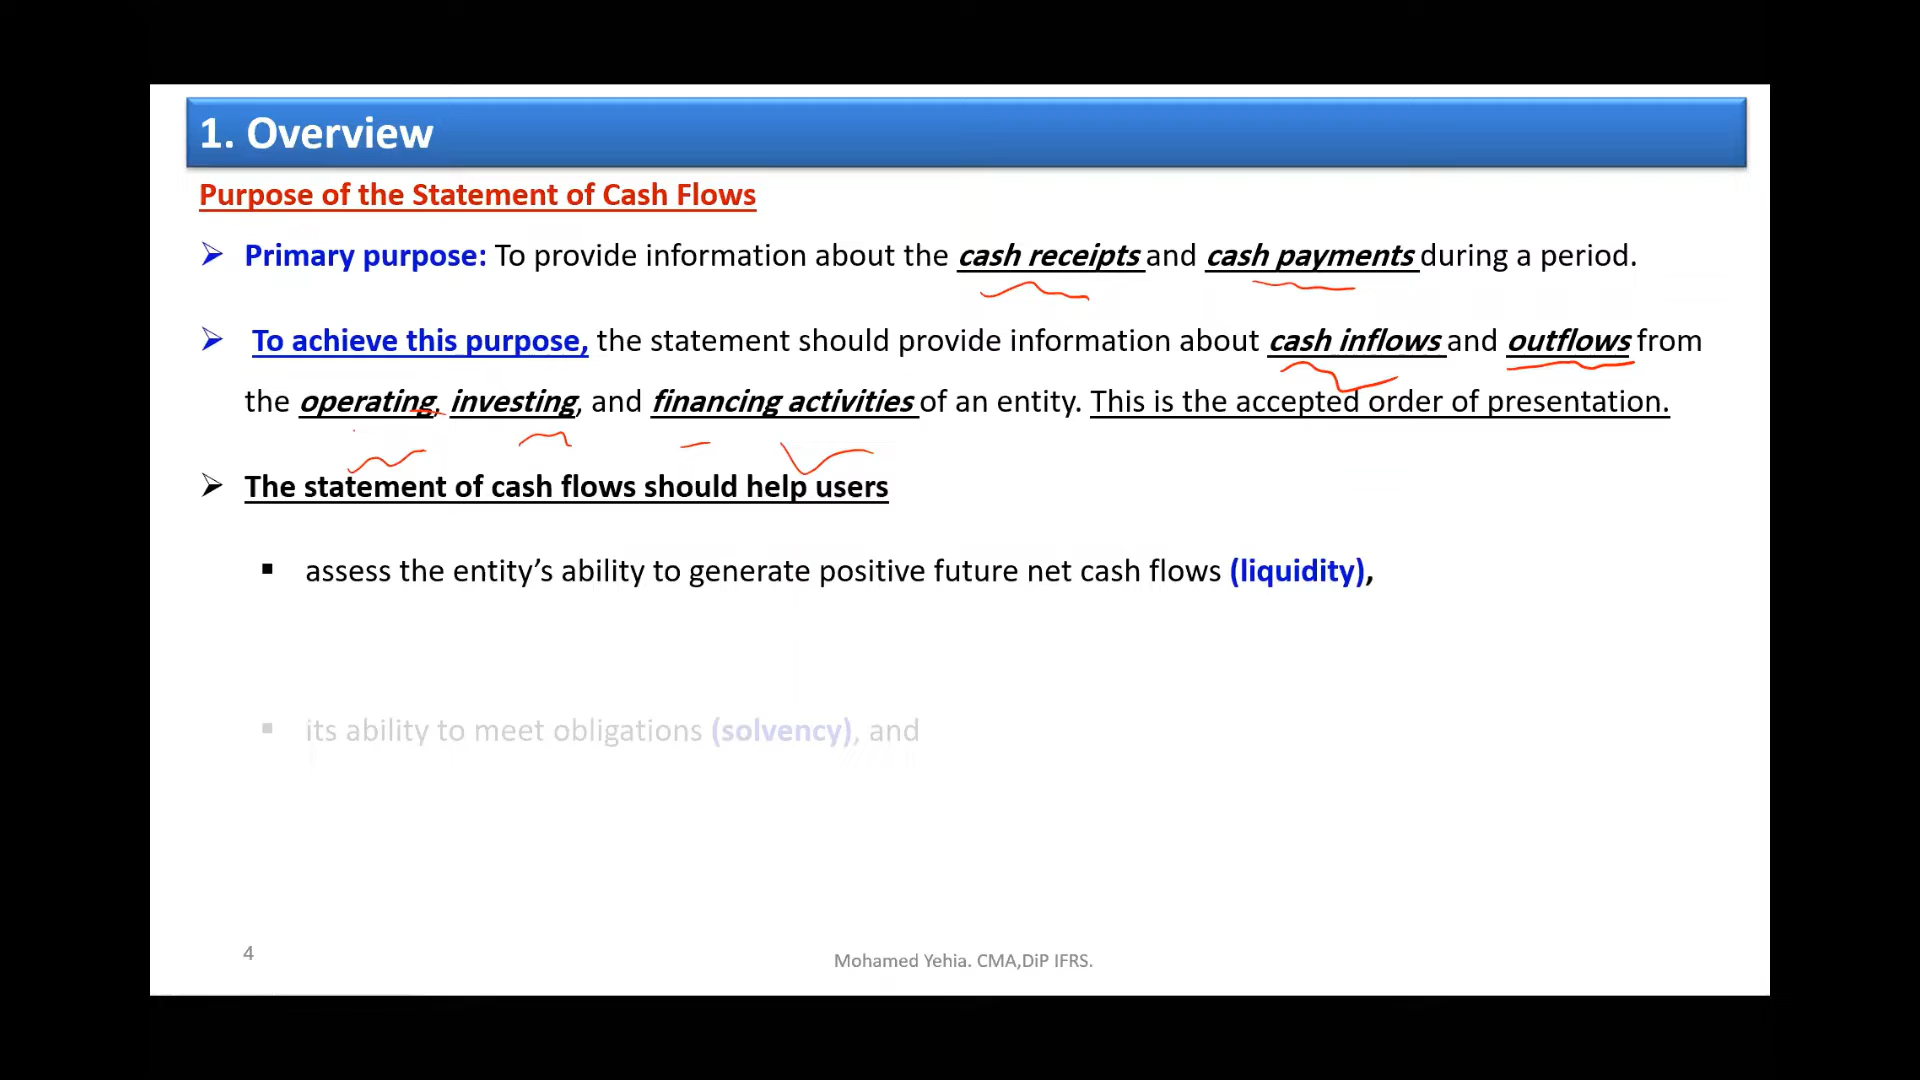 1. Overview
Purpose of the Statement of Cash Flows
➢ Primary purpose: To provide information about the cash receipts and cash payments during a period.
➢ To achieve this purpose, the statement should provide information about cash inflows and outflows from
the operating, investing, and financing activities of an entity. This is the accepted order of presentation.
➢ The statement of cash flows should help users
▪ assess the entity’s ability to generate positive future net cash flows (liquidity),
▪ its ability to meet obligations (solvency), and
4
Mohamed Yehia. CMA,DiP IFRS.